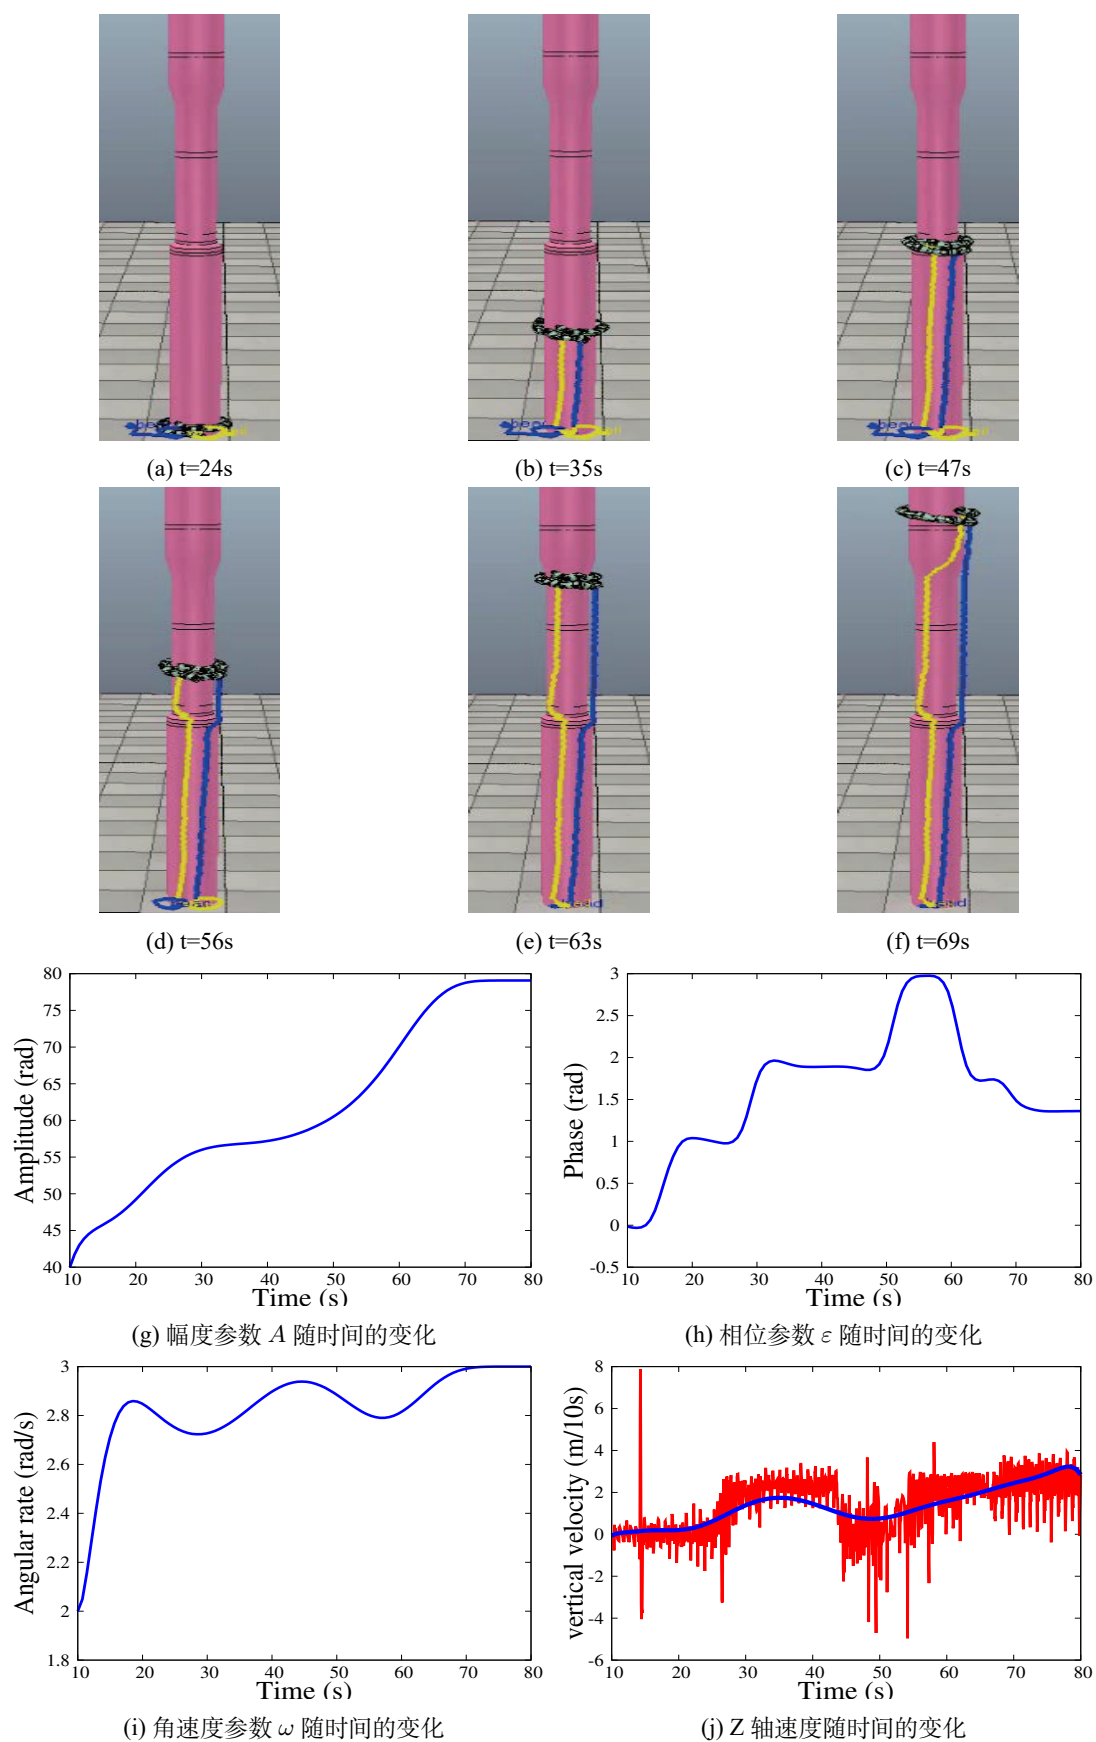 (a) t=24s
(b) t=35s
(c) t=47s
(d) t=56s
(e) t=63s
(f) t=69s
80
75
70
65
60
55
50
45
40
10 20 30 40 50 60 70 80
Amplitude (rad)
Time (s)
(g) 幅度参数 A 随时间的变化
3
2.5
2
1.5
1
0.5
0
-0.5
10 20 30 40 50 60 70 80
Phase (rad)
Time (s)
(h) 相位参数 ε 随时间的变化
3
2.8
2.6
2.4
2.2
2
1.8
10 20 30 40 50 60 70 80
Angular rate (rad/s)
Time (s)
(i) 角速度参数 ω 随时间的变化
8
6
4
2
0
-2
-4
-6
10 20 30 40 50 60 70 80
vertical velocity (m/10s)
Time (s)
(j) Z 轴速度随时间的变化